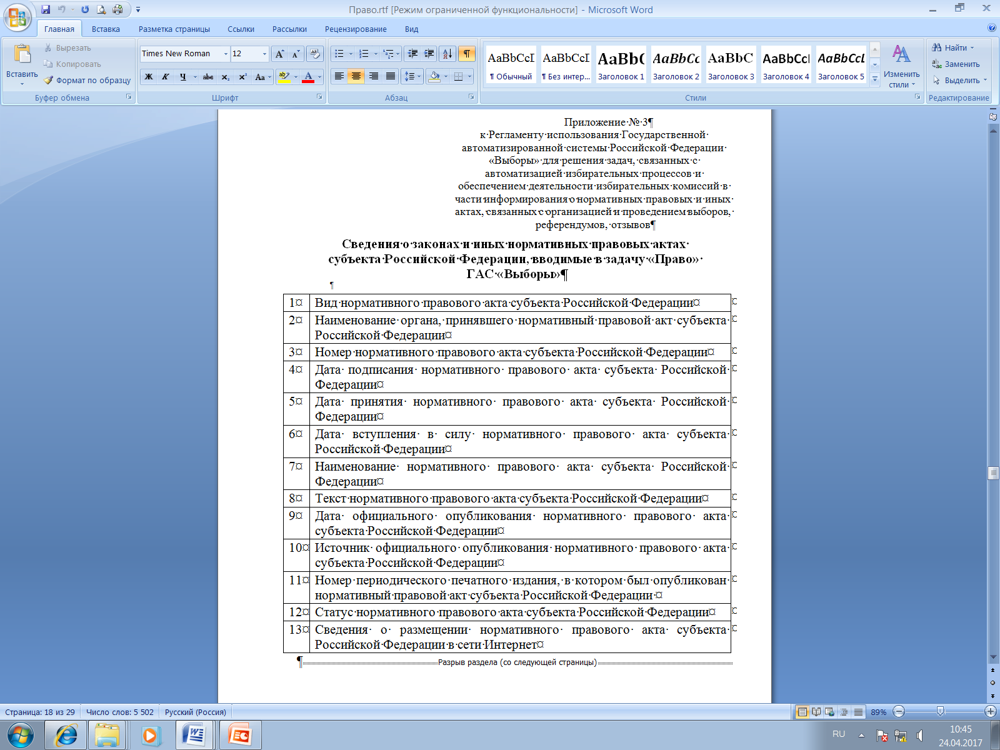 Право.rtf [Режим ограниченной функциональности] - Microsoft Word
Главная Вставка Разметка страницы Ссылки Рассылки Рецензирование Вид
Вставить
Вырезать
Копировать
Формат по образцу
Буфер обмена
Times New Roman 12
Ж К Ч abc x₂ x² Aa
Шрифт
Абзац
АаBbCcI АаBbCcI AaBb( AaBbCc AaBbC AaBbCcI AaBbCcL
¶ Обычный ¶ Без интер... Заголовок 1 Заголовок 2 Заголовок 3 Заголовок 4 Заголовок 5
Стили
Изменить
стили
Найти
Заменить
Выделить
Редактирование
Приложение·№·3¶
к·Регламенту·использования·Государственной·
автоматизированной·системы·Российской·Федерации·
«Выборы»·для·решения·задач,·связанных·с·
автоматизацией·избирательных·процессов·и·
обеспечением·деятельности·избирательных·комиссий·в·
части·информирования·о·нормативных·правовых·и·иных·
актах,·связанных·с·организацией·и·проведением·выборов,·
референдумов,·отзывов¶
Сведения·о·законах·и·иных·нормативных·правовых·актах·
субъекта·Российской·Федерации,·вводимые·в·задачу·«Право»·
ГАС·«Выборы»¶
¶
1¤ Вид·нормативного·правового·акта·субъекта·Российской·Федерации¤
2¤ Наименование·органа,·принявшего·нормативный·правовой·акт·субъекта·
Российской·Федерации¤
3¤ Номер·нормативного·правового·акта·субъекта·Российской·Федерации¤
4¤ Дата·подписания·нормативного·правового·акта·субъекта·Российской·
Федерации¤
5¤ Дата·принятия·нормативного·правового·акта·субъекта·Российской·
Федерации¤
6¤ Дата·вступления·в·силу·нормативного·правового·акта·субъекта·
Российской·Федерации¤
7¤ Наименование·нормативного·правового·акта·субъекта·Российской·
Федерации¤
8¤ Текст·нормативного·правового·акта·субъекта·Российской·Федерации¤
9¤ Дата·официального·опубликования·нормативного·правового·акта·
субъекта·Российской·Федерации¤
10¤ Источник·официального·опубликования·нормативного·правового·акта·
субъекта·Российской·Федерации¤
11¤ Номер·периодического·печатного·издания,·в·котором·был·опубликован·
нормативный·правовой·акт·субъекта·Российской·Федерации·¤
12¤ Статус·нормативного·правового·акта·субъекта·Российской·Федерации¤
13¤ Сведения·о·размещении·нормативного·правового·акта·субъекта·
Российской·Федерации·в·сети·Интернет¤
¶ Разрыв раздела (со следующей страницы)
Страница: 18 из 29 Число слов: 5 502 Русский (Россия) 89%
RU
10:45
24.04.2017